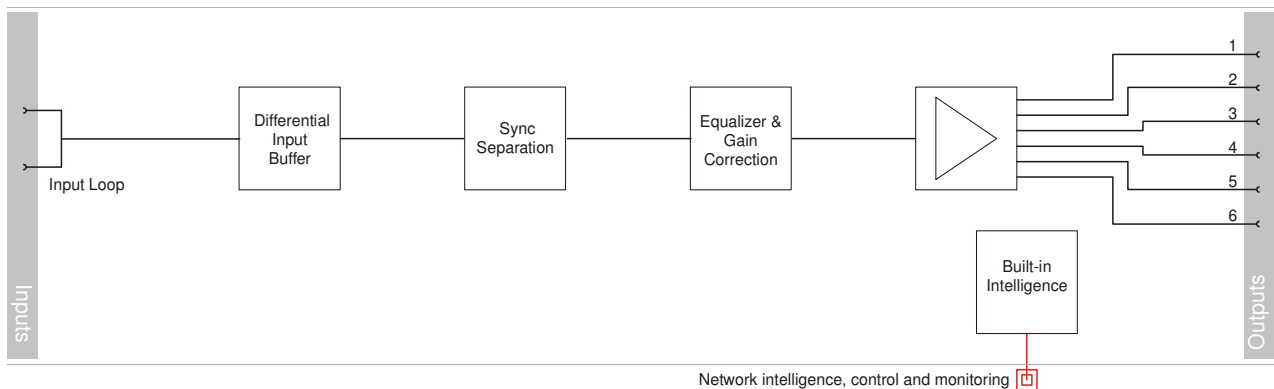 Inputs
Input Loop
Differential
Input
Buffer
Sync
Separation
Equalizer &
Gain
Correction
1
2
3
4
5
6
Built-in
Intelligence
Outputs
Network intelligence, control and monitoring